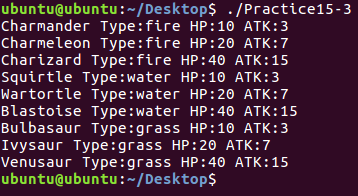 ubuntu@ubuntu:~/Desktop$ ./Practice15-3
Charmander Type:fire HP:10 ATK:3
Charmeleon Type:fire HP:20 ATK:7
Charizard Type:fire HP:40 ATK:15
Squirtle Type:water HP:10 ATK:3
Wartortle Type:water HP:20 ATK:7
Blastoise Type:water HP:40 ATK:15
Bulbasaur Type:grass HP:10 ATK:3
Ivysaur Type:grass HP:20 ATK:7
Venusaur Type:grass HP:40 ATK:15
ubuntu@ubuntu:~/Desktop$